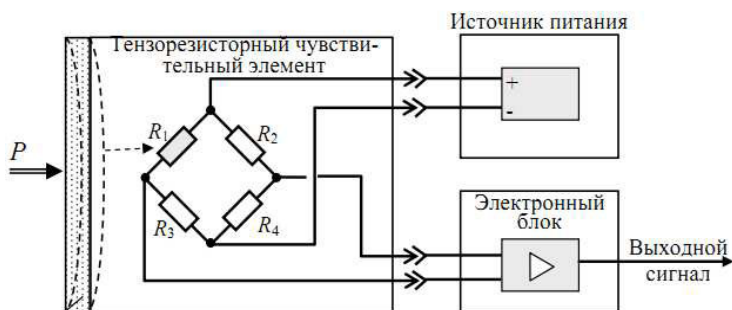 Источник питания
Тензорезисторный чувстви-
тельный элемент
+
-
R1
R2
P
R3
R4
Электронный
блок
Выходной
сигнал